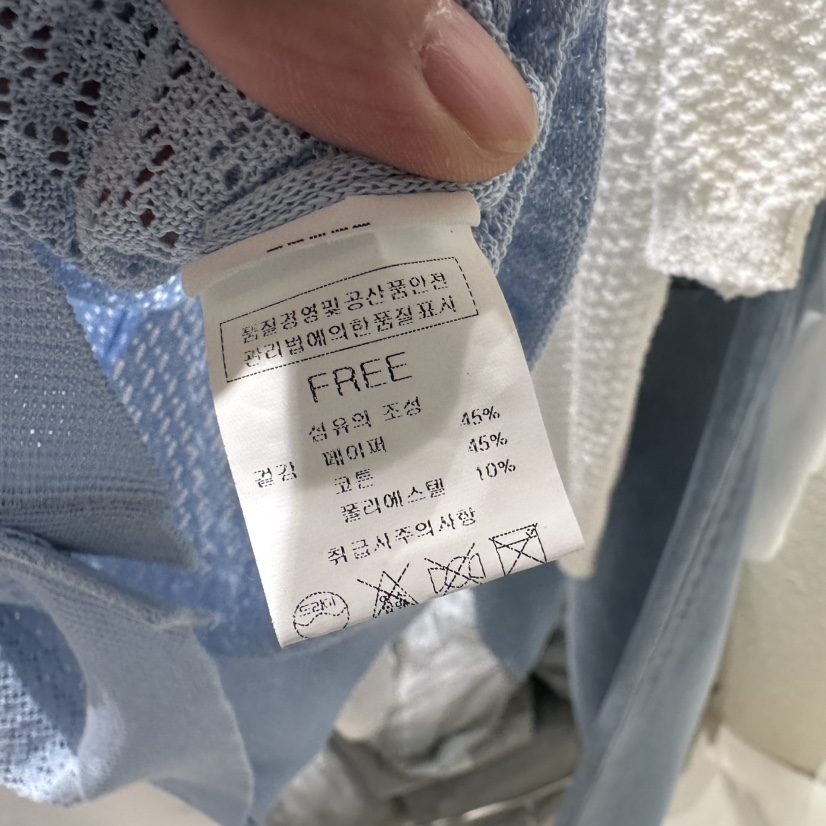 품질경영및공산품안전
관리법에의한품질표시
FREE
섬유의 조성
겉감 페이퍼 45%
코튼 45%
폴리에스텔 10%
취급시주의사항
드라이